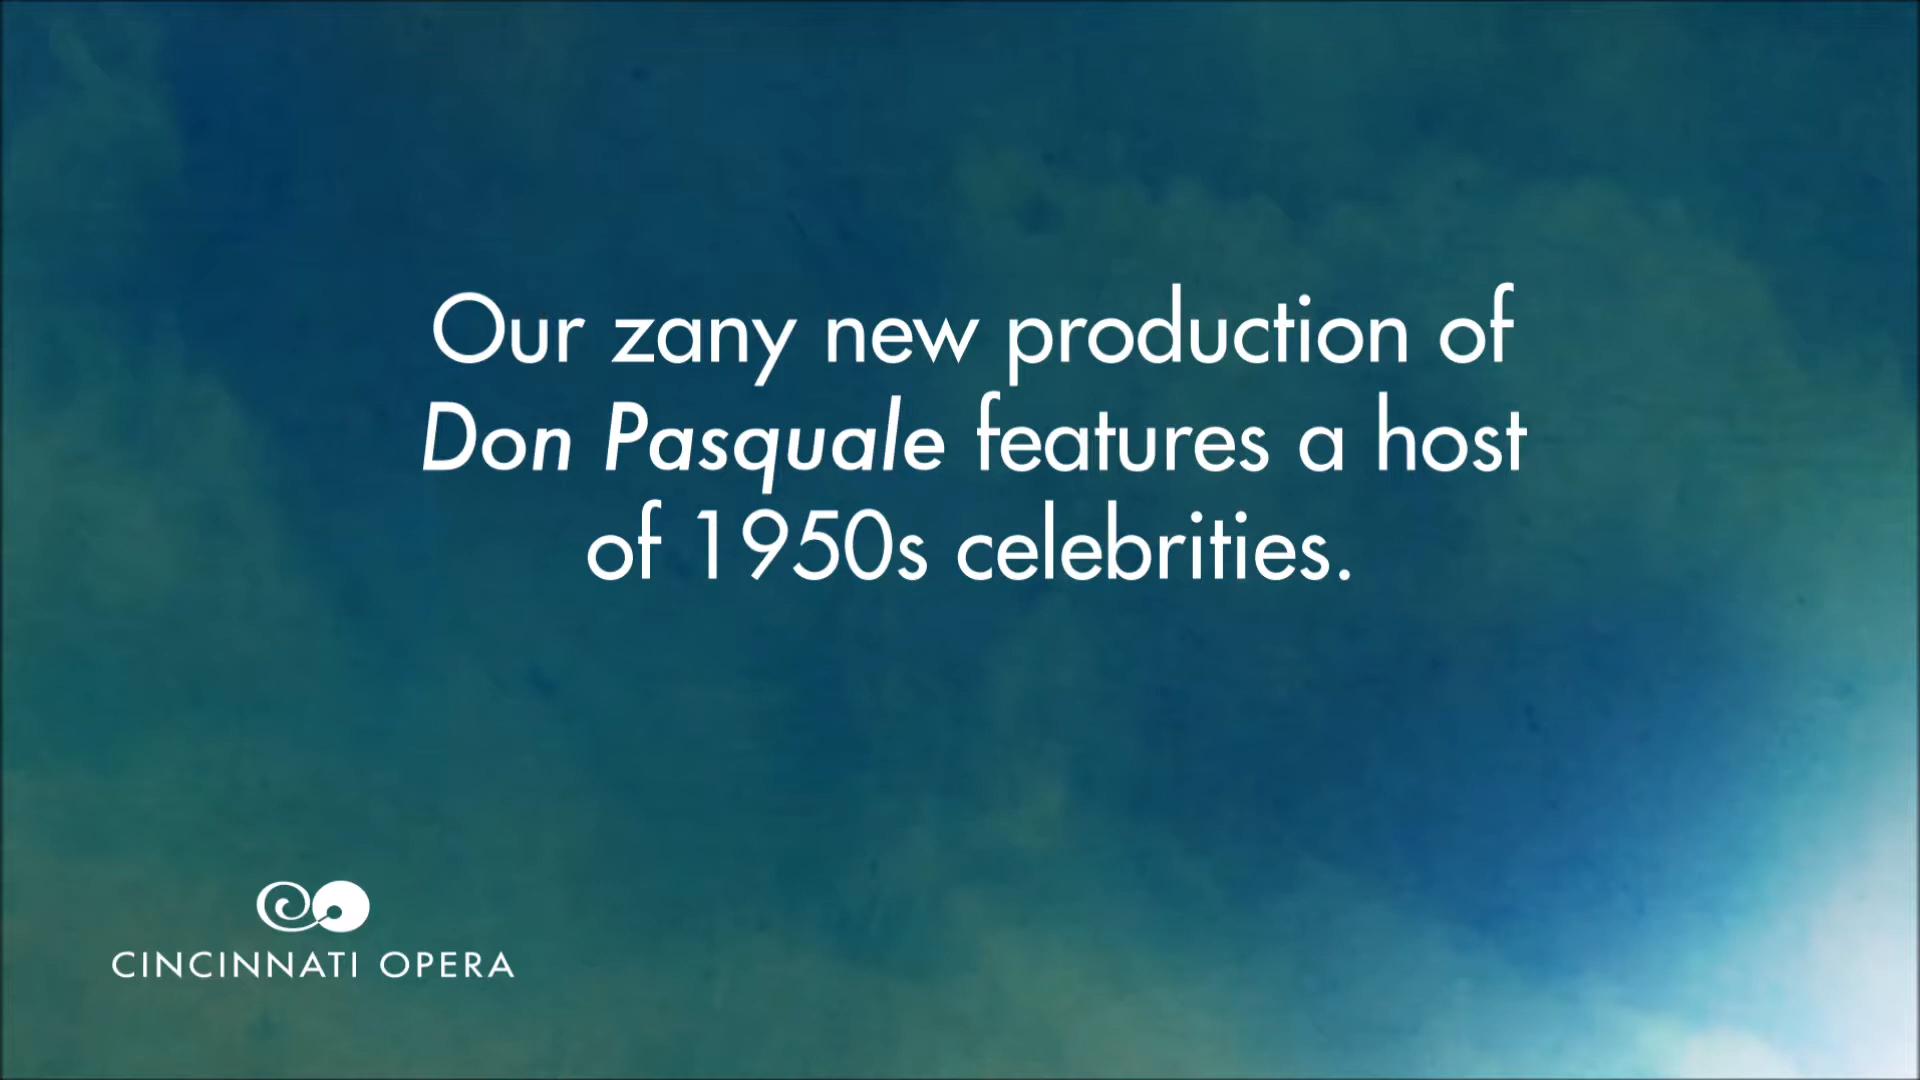 Our zany new production of
Don Pasquale features a host
of 1950s celebrities.
CINCINNATI OPERA